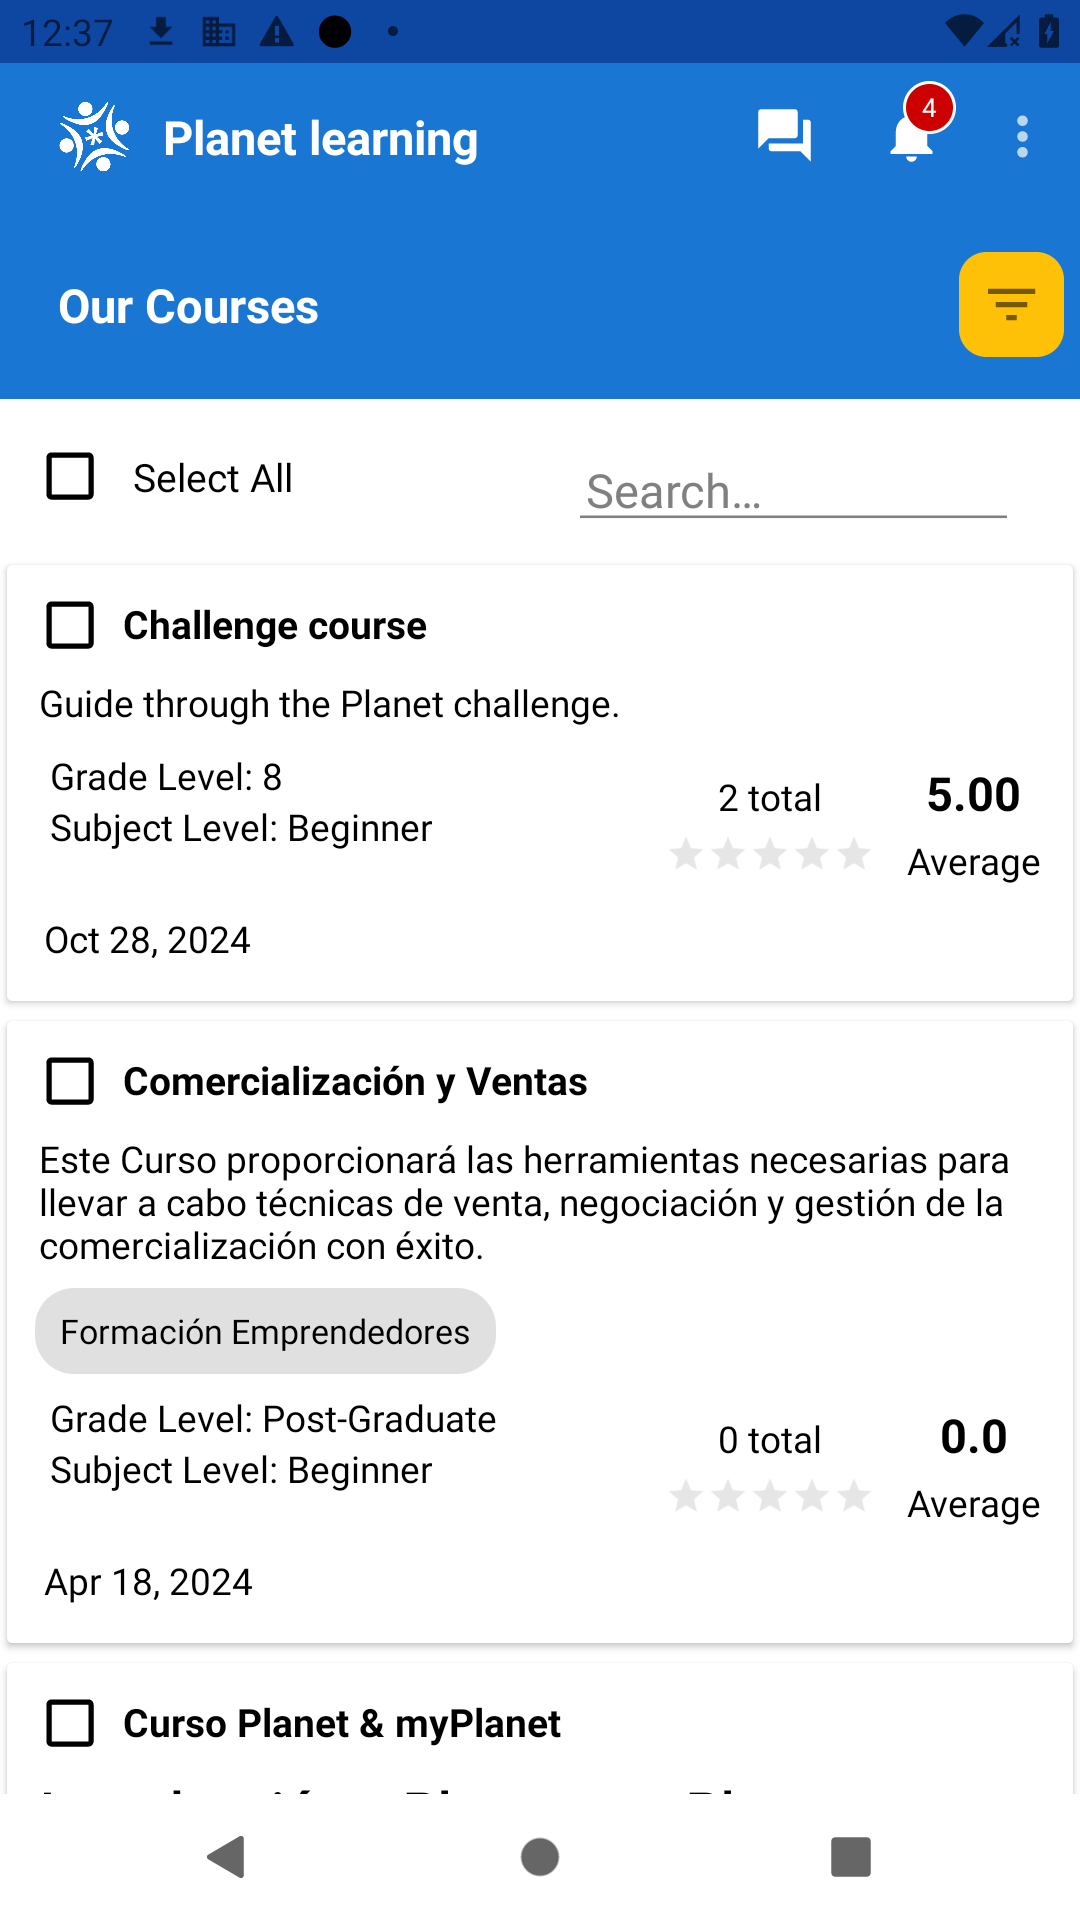 12:37
Planet learning
4
Our Courses
Select All
Search...
Challenge course
Guide through the Planet challenge.
Grade Level: 8
Subject Level: Beginner
2 total
5.00
Average
Oct 28, 2024
Comercialización y Ventas
Este Curso proporcionará las herramientas necesarias para
llevar a cabo técnicas de venta, negociación y gestión de la
comercialización con éxito.
Formación Emprendedores
Grade Level: Post-Graduate
Subject Level: Beginner
0 total
0.0
Average
Apr 18, 2024
Curso Planet & myPlanet